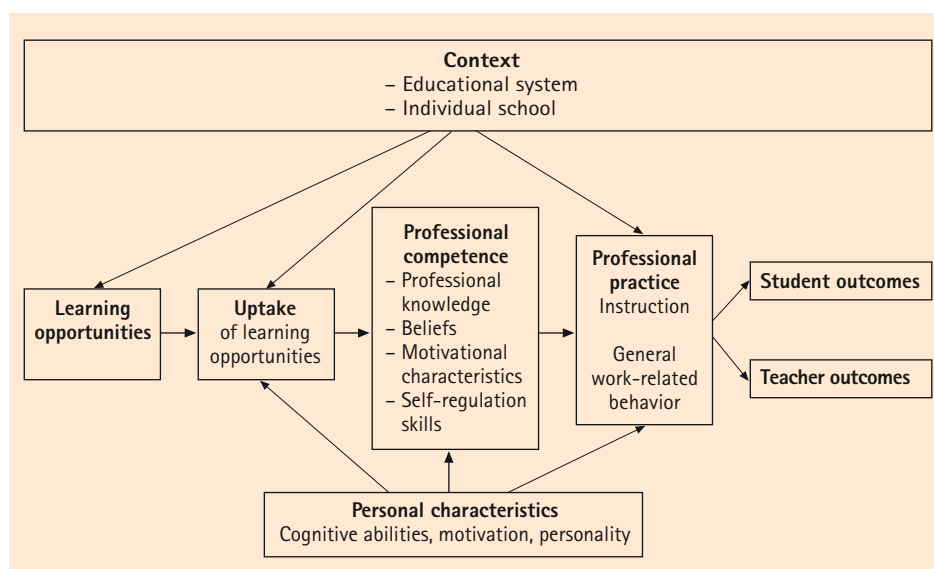 Context
– Educational system
– Individual school
Learning
opportunities
Uptake
of learning
opportunities
Professional
competence
– Professional
knowledge
– Beliefs
– Motivational
characteristics
– Self-regulation
skills
Professional
practice
Instruction
General
work-related
behavior
Student outcomes
Teacher outcomes
Personal characteristics
Cognitive abilities, motivation, personality